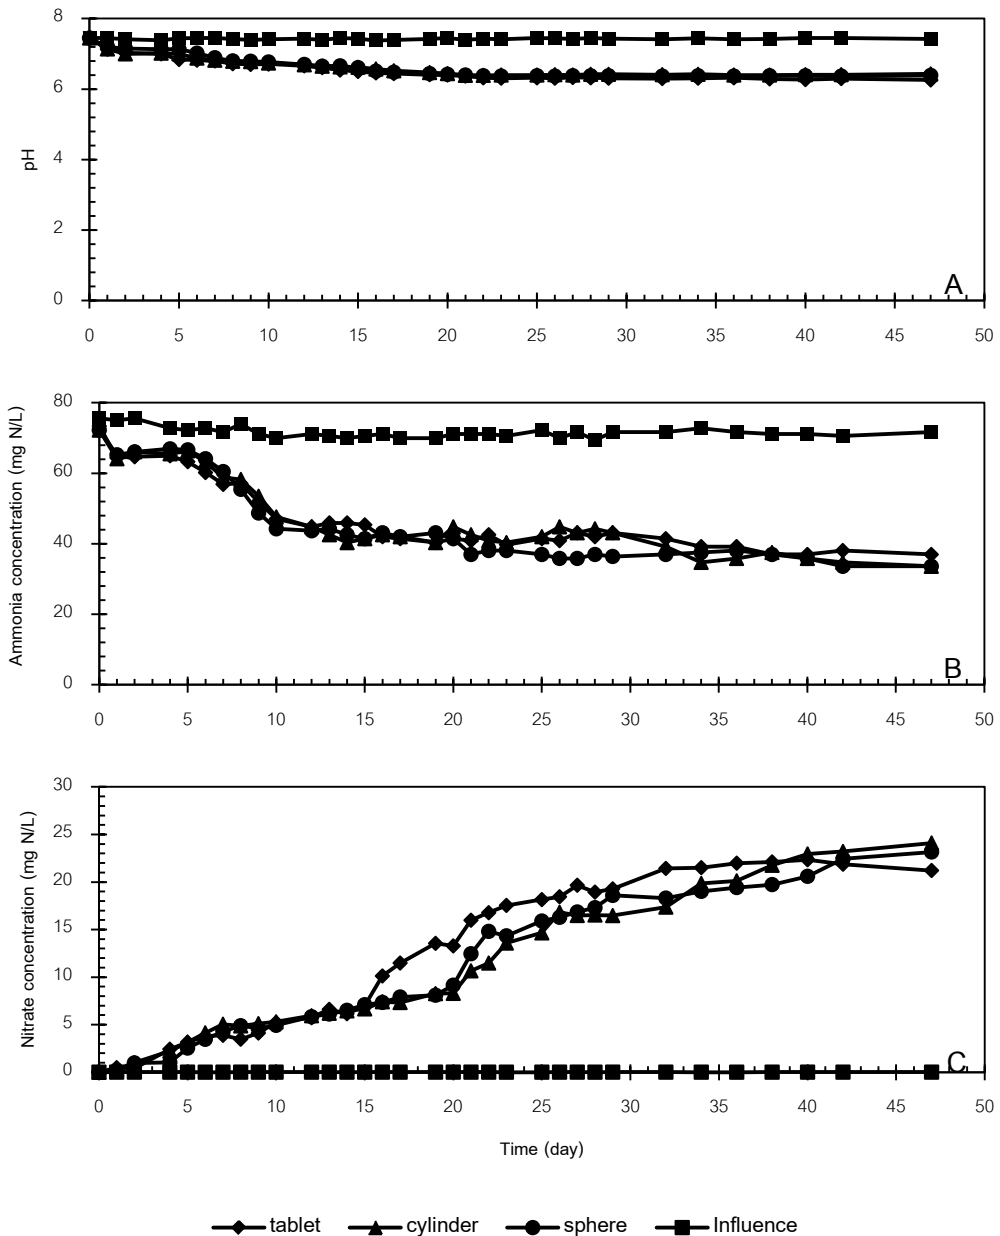 8
6
4
2
0
pH
A
0 5 10 15 20 25 30 35 40 45 50
80
60
40
20
0
Ammonia concentration (mg N/L)
B
0 5 10 15 20 25 30 35 40 45 50
30
25
20
15
10
5
0
Nitrate concentration (mg N/L)
C
0 5 10 15 20 25 30 35 40 45 50
Time (day)
tablet cylinder sphere Influence